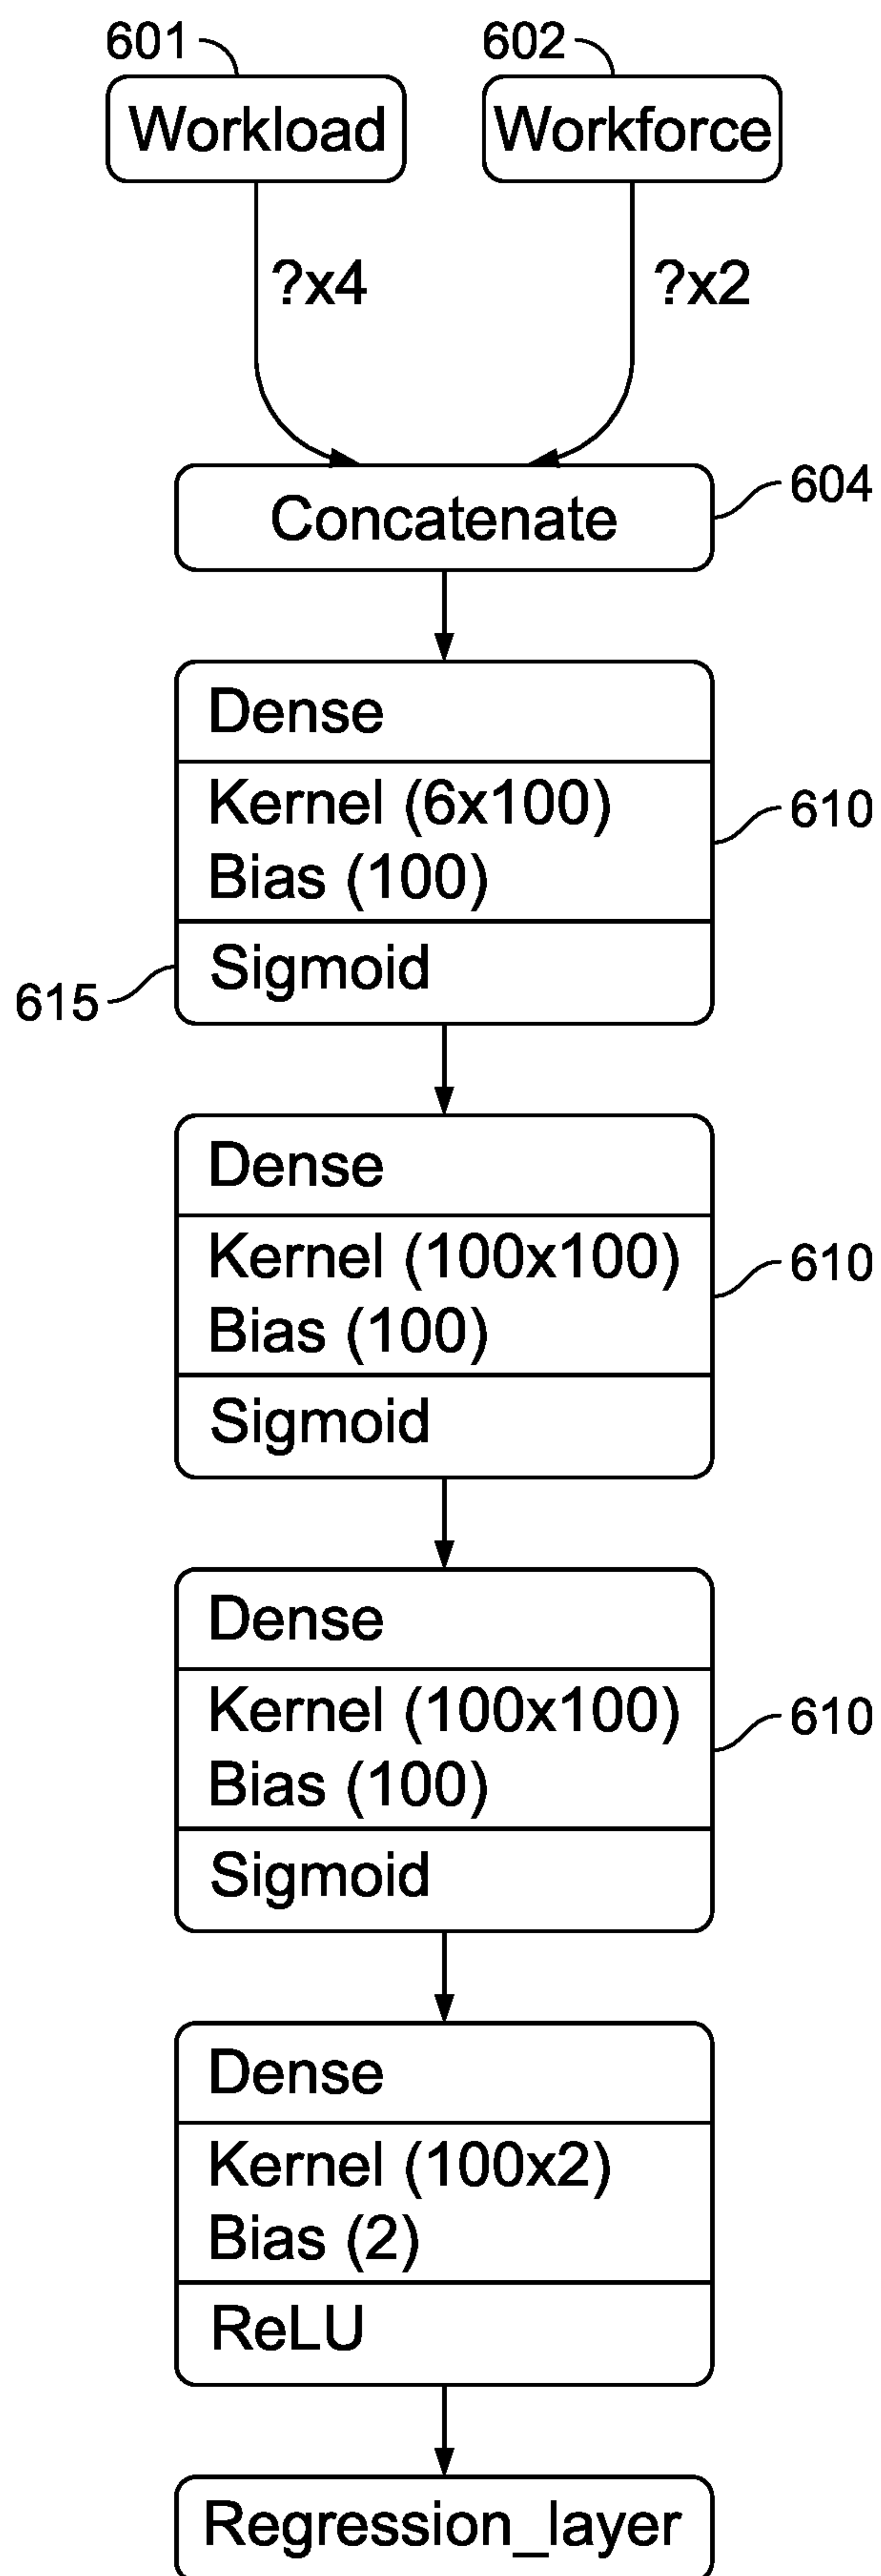 601
602
Workload
Workforce
?x4
?x2
Concatenate
604
Dense
Kernel (6x100)
610
Bias (100)
Sigmoid
615
Dense
Kernel (100x100)
610
Bias (100)
Sigmoid
Dense
Kernel (100x100)
610
Bias (100)
Sigmoid
Dense
Kernel (100x2)
Bias (2)
ReLU
Regression_layer